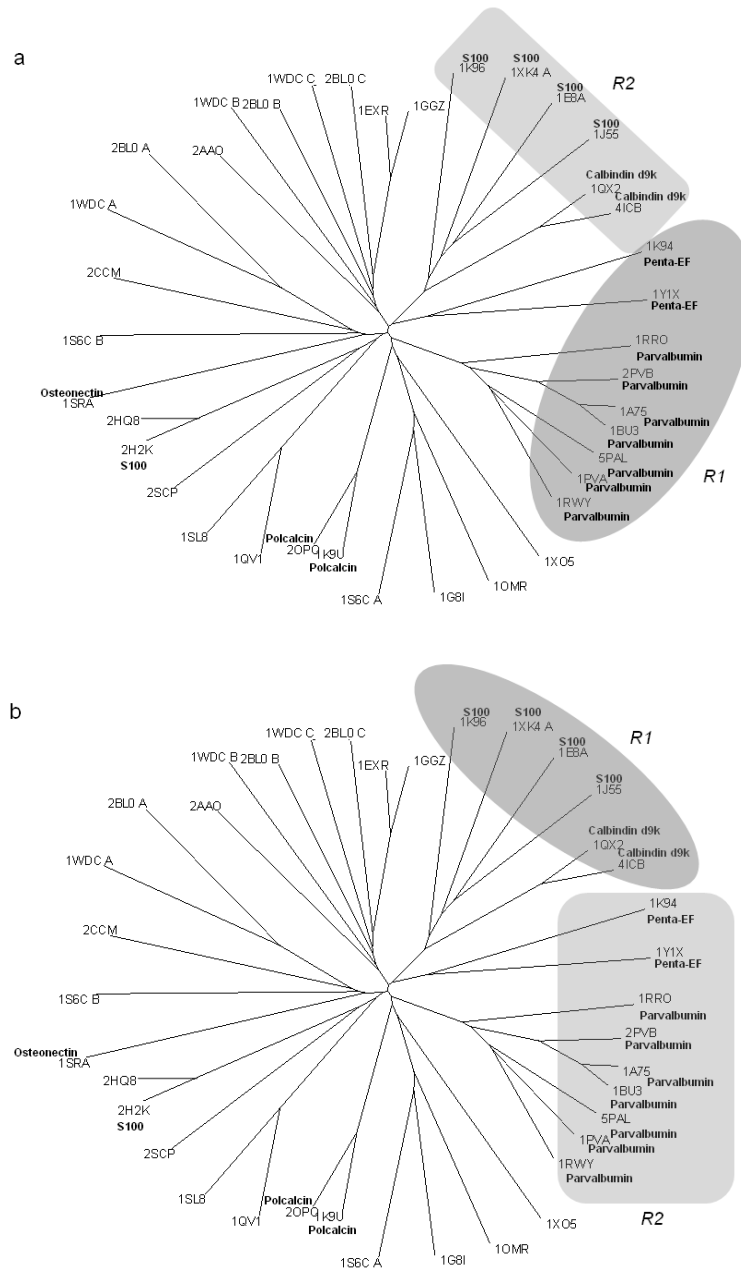 a
S100
1K96
S100
1XK4 A
R2
1WDC C
2BL0 C
S100
1E8A
1WDC B
2BL0 B
1EXR
1GGZ
S100
1J55
2BL0 A
2AAO
Calbindin d9k
1QX2
Calbindin d9k
4ICB
1WDC A
1K94
Penta-EF
2CCM
1Y1X
Penta-EF
1S6C B
1RRO
Parvalbumin
2PVB
Parvalbumin
Osteonectin
1SRA
1A75
Parvalbumin
2HQ8
1BU3
Parvalbumin
2H2K
S100
5PAL
Parvalbumin
R1
1PVA
Parvalbumin
2SCP
1RWY
Parvalbumin
1SL8
Polcalcin
2OPO
1QV1
1K9U
Polcalcin
1XO5
1S6C A
1G8I
1OMR
b
S100
1K96
S100
1XK4 A
R1
1WDC C
2BL0 C
S100
1E8A
1WDC B
2BL0 B
1EXR
1GGZ
S100
1J55
2BL0 A
2AAO
Calbindin d9k
1QX2
Calbindin d9k
4ICB
1WDC A
1K94
Penta-EF
2CCM
1Y1X
Penta-EF
1S6C B
1RRO
Parvalbumin
2PVB
Parvalbumin
Osteonectin
1SRA
1A75
Parvalbumin
2HQ8
1BU3
Parvalbumin
2H2K
S100
5PAL
Parvalbumin
1PVA
Parvalbumin
2SCP
1RWY
Parvalbumin
1SL8
Polcalcin
2OPO
1QV1
1K9U
Polcalcin
R2
1XO5
1S6C A
1G8I
1OMR